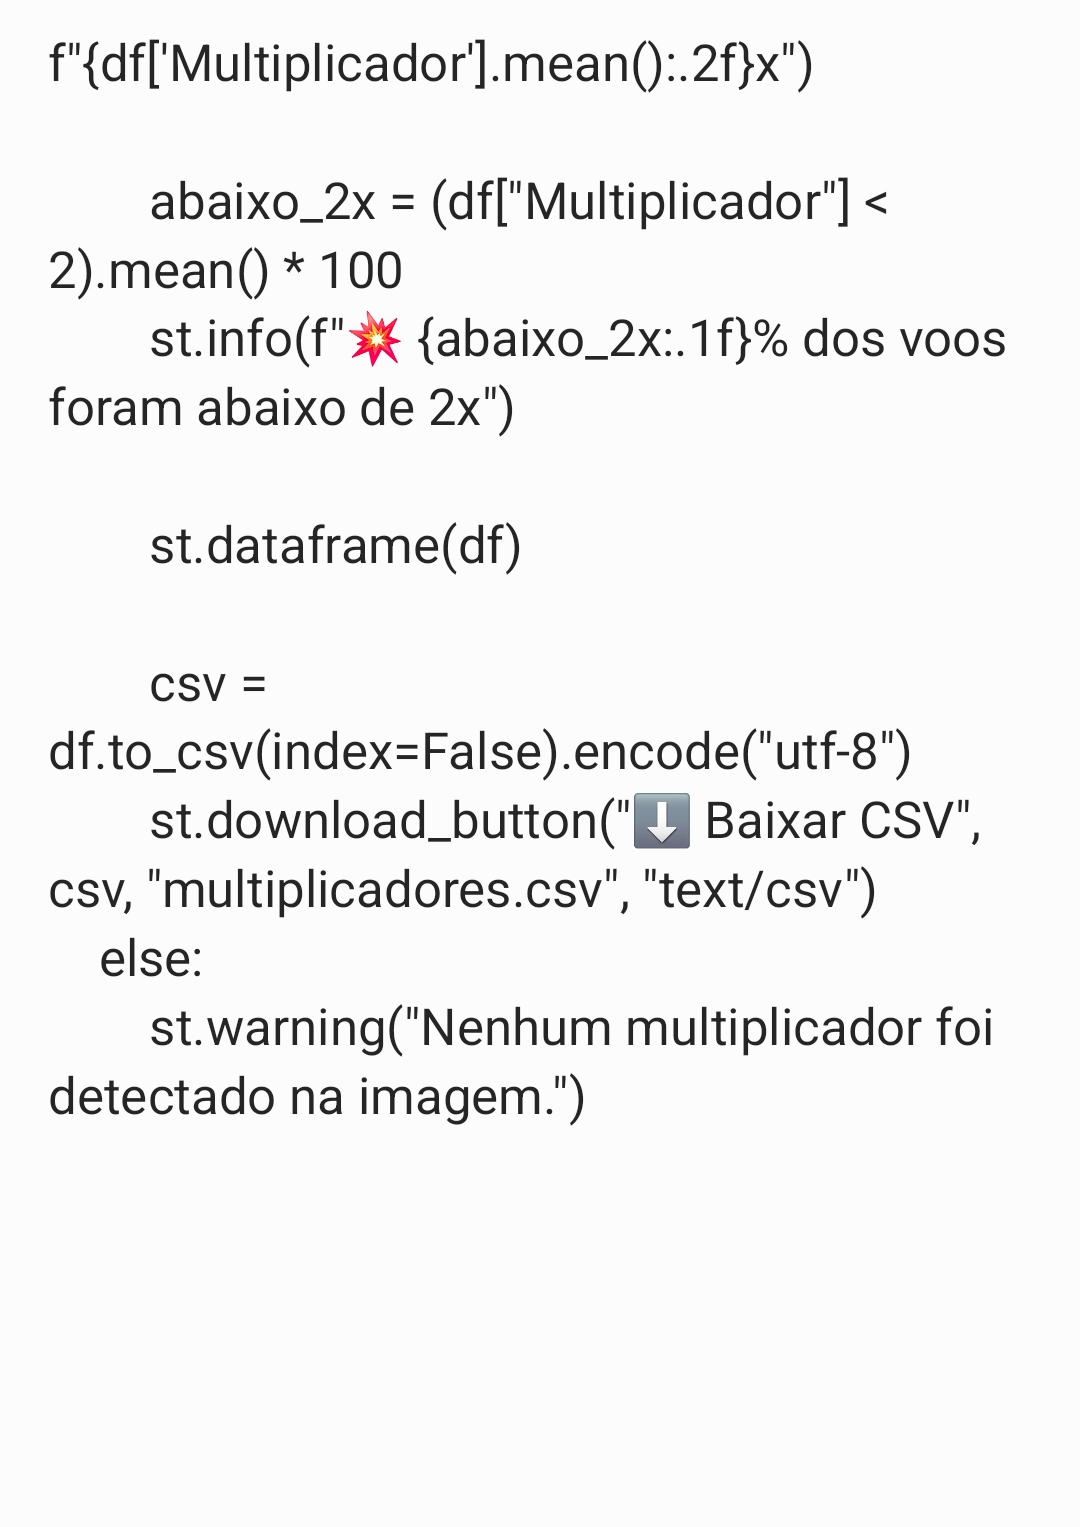 f"{df['Multiplicador'].mean():.2f}x")
abaixo_2x = (df["Multiplicador"] <
2).mean() * 100
st.info(f"💥 {abaixo_2x:.1f}% dos voos
foram abaixo de 2x")
st.dataframe(df)
csv =
df.to_csv(index=False).encode("utf-8")
st.download_button("⬇️ Baixar CSV",
csv, "multiplicadores.csv", "text/csv")
else:
st.warning("Nenhum multiplicador foi
detectado na imagem.")